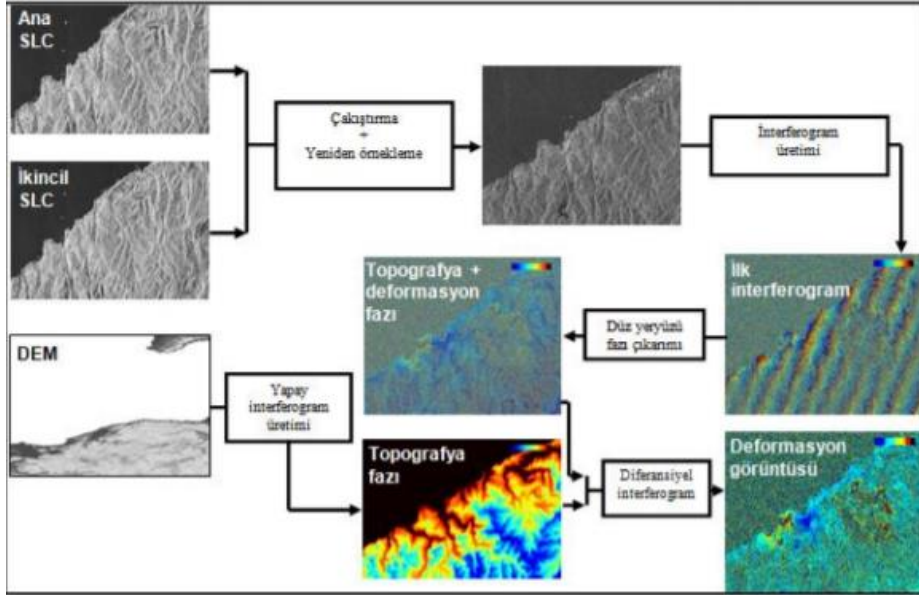 Ana
SLC
Çakıştırma
+
Yeniden örnekleme
İnterferogram
üretimi
İkincil
SLC
Topografya +
deformasyon
fazı
Düz yeryüzü
fazı çıkarımı
İlk
interferogram
DEM
Yapay
interferogram
üretimi
Topografya
fazı
Diferansiyel
interferogram
Deformasyon
görüntüsü